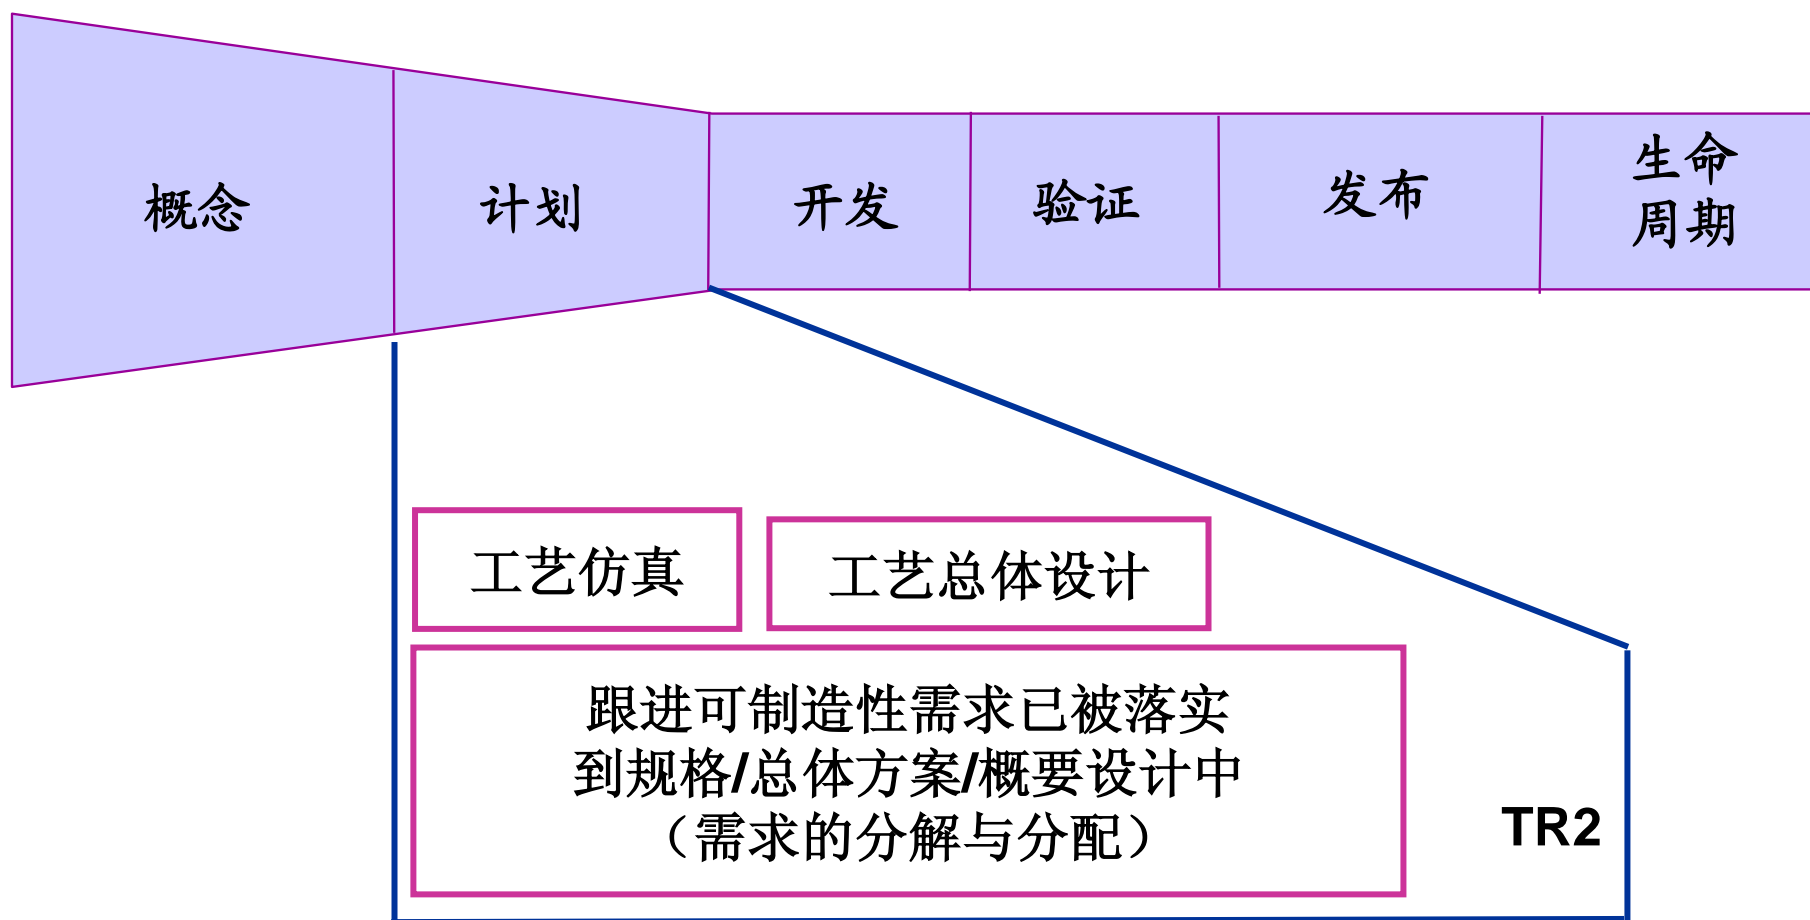 概念
计划
开发
验证
发布
生命
周期
工艺仿真
工艺总体设计
跟进可制造性需求已被落实
到规格/总体方案/概要设计中
（需求的分解与分配）
TR2